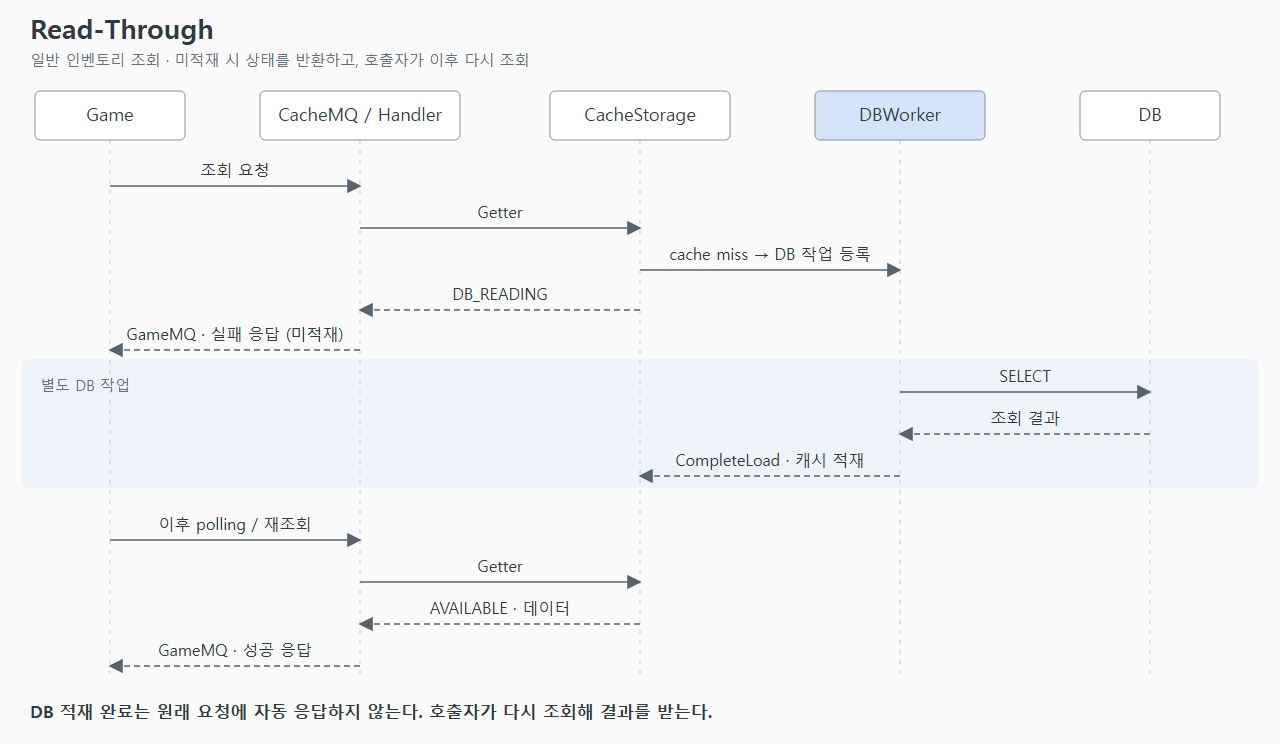 Read-Through
일반 인벤토리 조회 · 미적재 시 상태를 반환하고, 호출자가 이후 다시 조회
Game
CacheMQ / Handler
CacheStorage
DBWorker
DB
조회 요청
Getter
cache miss → DB 작업 등록
DB_READING
GameMQ · 실패 응답 (미적재)
별도 DB 작업
SELECT
조회 결과
CompleteLoad · 캐시 적재
이후 polling / 재조회
Getter
AVAILABLE · 데이터
GameMQ · 성공 응답
DB 적재 완료는 원래 요청에 자동 응답하지 않는다. 호출자가 다시 조회해 결과를 받는다.